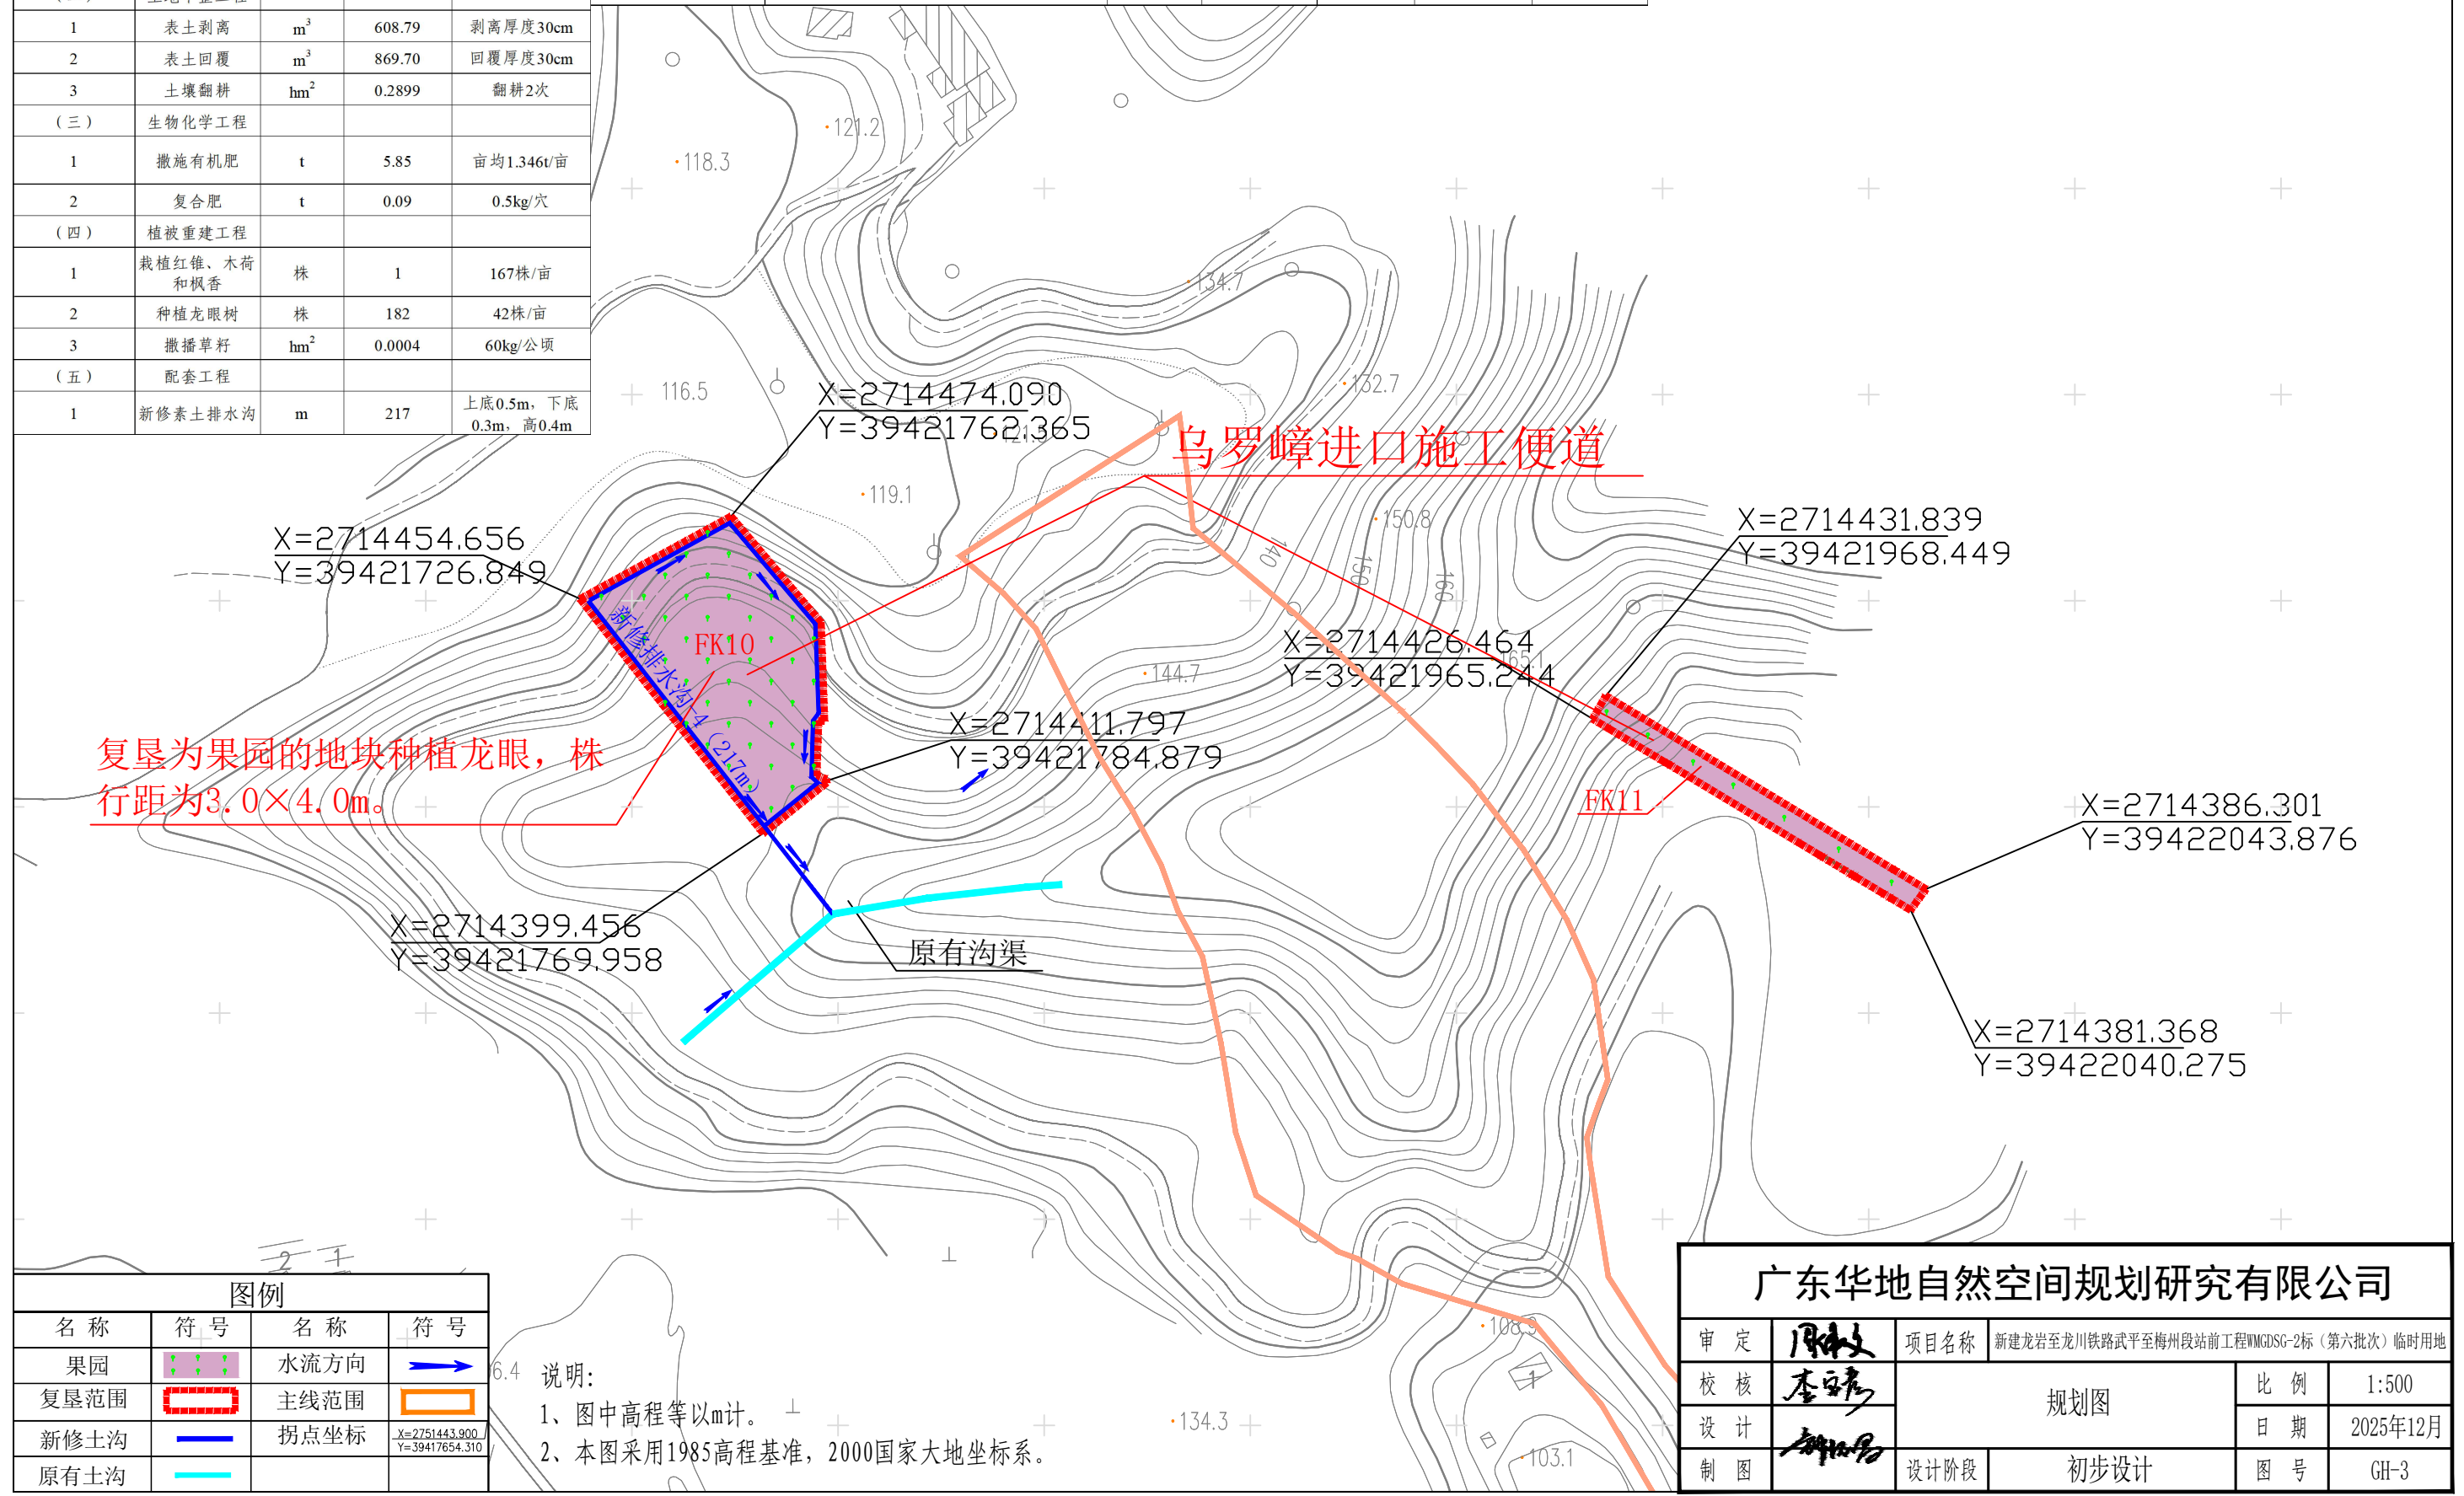 1 表土剥离 m³ 608.79 剥离厚度30cm
2 表土回覆 m³ 869.70 回覆厚度30cm
3 土壤翻耕 hm² 0.2899 翻耕2次
(三) 生物化学工程
1 撒施有机肥 t 5.85 亩均1.346t/亩
2 复合肥 t 0.09 0.5kg/穴
(四) 植被重建工程
1 栽植红锥、木荷和枫香 株 1 167株/亩
2 种植龙眼树 株 182 42株/亩
3 撒播草籽 hm² 0.0004 60kg/公顷
(五) 配套工程
1 新修素土排水沟 m 217 上底0.5m，下底0.3m，高0.4m
121.2
118.3
134.7
132.7
116.5
X=2714474.090
Y=39421762.365
乌罗嶂进口施工便道
119.1
150.8
140
150
160
X=2714454.656
Y=39421726.849
X=2714431.839
Y=39421968.449
FK10
新修排水沟-4（217m）
X=2714426.464
Y=39421965.244
165.1
144.7
X=2714411.797
Y=39421784.879
复垦为果园的地块种植龙眼，株
行距为3.0×4.0m。
FK11
X=2714386.301
Y=39422043.876
X=2714399.456
Y=39421769.958
原有沟渠
X=2714381.368
Y=39422040.275
2 1
108.9
1
134.3
103.1
6.4
图例
名 称 符 号 名 称 符 号
果园 水流方向
复垦范围 主线范围
新修土沟 拐点坐标 X=2751443.900
Y=39417654.310
原有土沟
说明:
1、图中高程等以m计。
2、本图采用1985高程基准，2000国家大地坐标系。
广东华地自然空间规划研究有限公司
审 定 项目名称 新建龙岩至龙川铁路武平至梅州段站前工程WMGDSG-2标（第六批次）临时用地
校 核 规划图 比 例 1:500
设 计 日 期 2025年12月
制 图 设计阶段 初步设计 图 号 GH-3